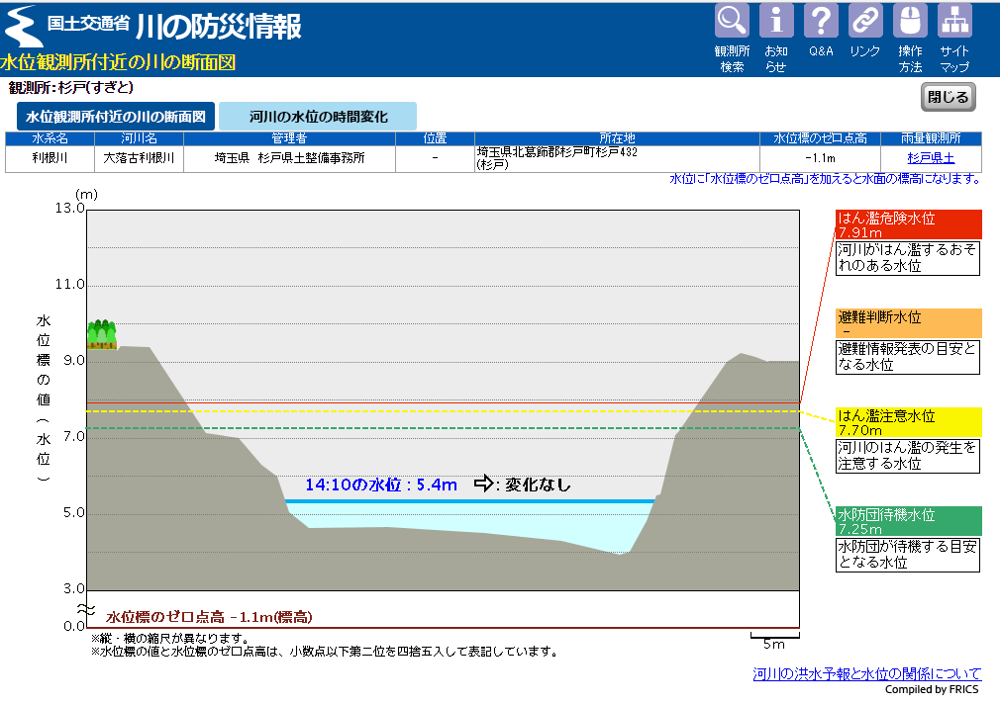 国土交通省 川の防災情報
水位観測所付近の川の断面図
観測所検索
お知らせ
Q&A
リンク
操作方法
サイトマップ
観測所:杉戸(すぎと)
閉じる
水位観測所付近の川の断面図 河川の水位の時間変化
水系名 河川名 管理者 位置 所在地 水位標のゼロ点高 雨量観測所
利根川 大落古利根川 埼玉県 杉戸県土整備事務所 - 埼玉県北葛飾郡杉戸町杉戸432 -1.1m 杉戸県土
(杉戸)
水位に「水位標のゼロ点高」を加えると水面の標高になります。
(m)
13.0
11.0
9.0
7.0
5.0
3.0
0.0
水位標の値(水位)
14:10の水位:5.4m ⇨:変化なし
水位標のゼロ点高 -1.1m(標高)
※縦・横の縮尺が異なります。
※水位標の値と水位標のゼロ点高は、小数点以下第二位を四捨五入して表記しています。
5m
はん濫危険水位
7.91m
河川がはん濫するおそ
れのある水位
避難判断水位
-
避難情報発表の目安と
なる水位
はん濫注意水位
7.70m
河川のはん濫の発生を
注意する水位
水防団待機水位
7.25m
水防団が待機する目安
となる水位
河川の洪水予報と水位の関係について
Compiled by FRICS